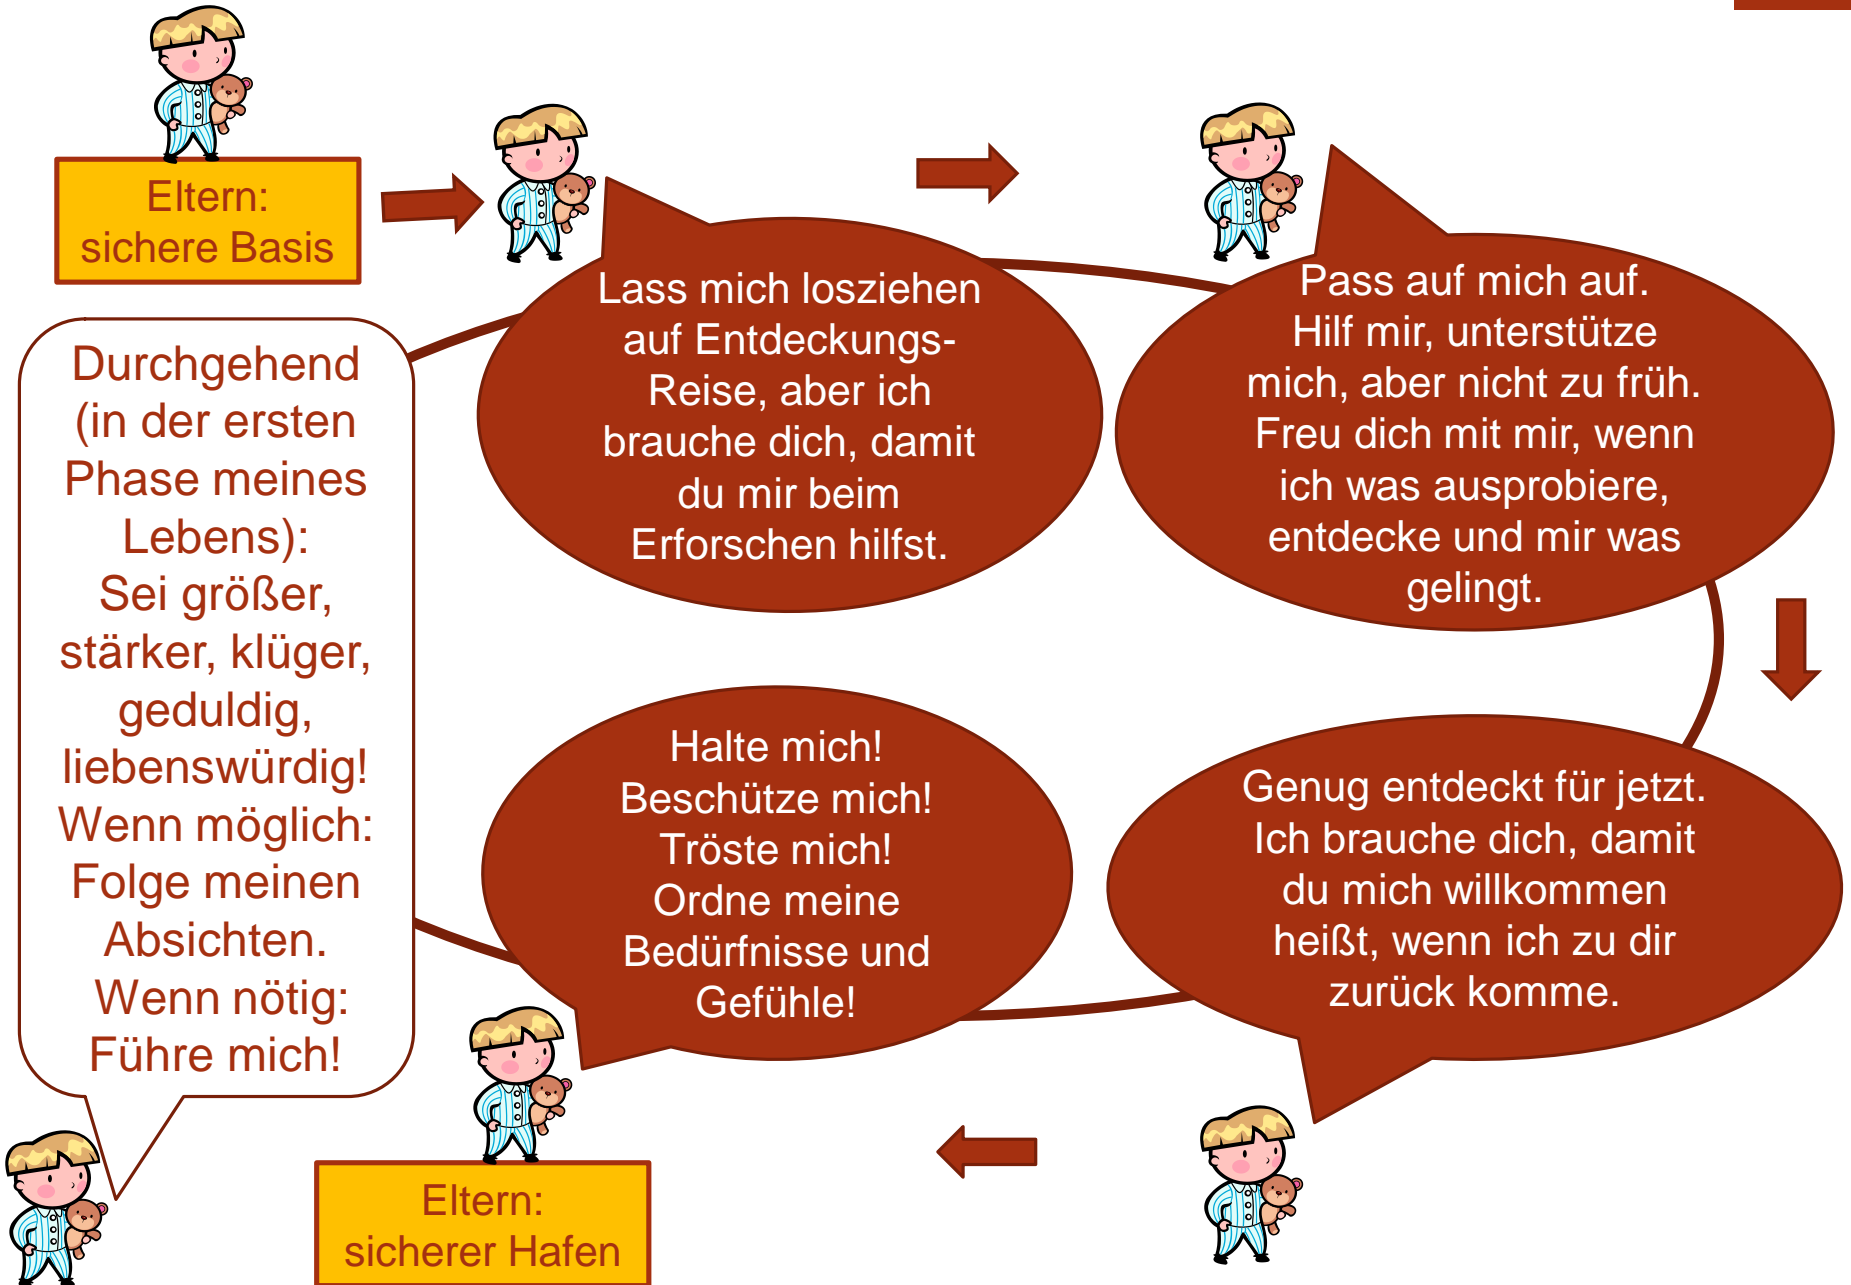 Eltern:
sichere Basis
Lass mich losziehen
auf Entdeckungs-
Reise, aber ich
brauche dich, damit
du mir beim
Erforschen hilfst.
Pass auf mich auf.
Hilf mir, unterstütze
mich, aber nicht zu früh.
Freu dich mit mir, wenn
ich was ausprobiere,
entdecke und mir was
gelingt.
Genug entdeckt für jetzt.
Ich brauche dich, damit
du mich willkommen
heißt, wenn ich zu dir
zurück komme.
Halte mich!
Beschütze mich!
Tröste mich!
Ordne meine
Bedürfnisse und
Gefühle!
Eltern:
sicherer Hafen
Durchgehend
(in der ersten
Phase meines
Lebens):
Sei größer,
stärker, klüger,
geduldig,
liebenswürdig!
Wenn möglich:
Folge meinen
Absichten.
Wenn nötig:
Führe mich!